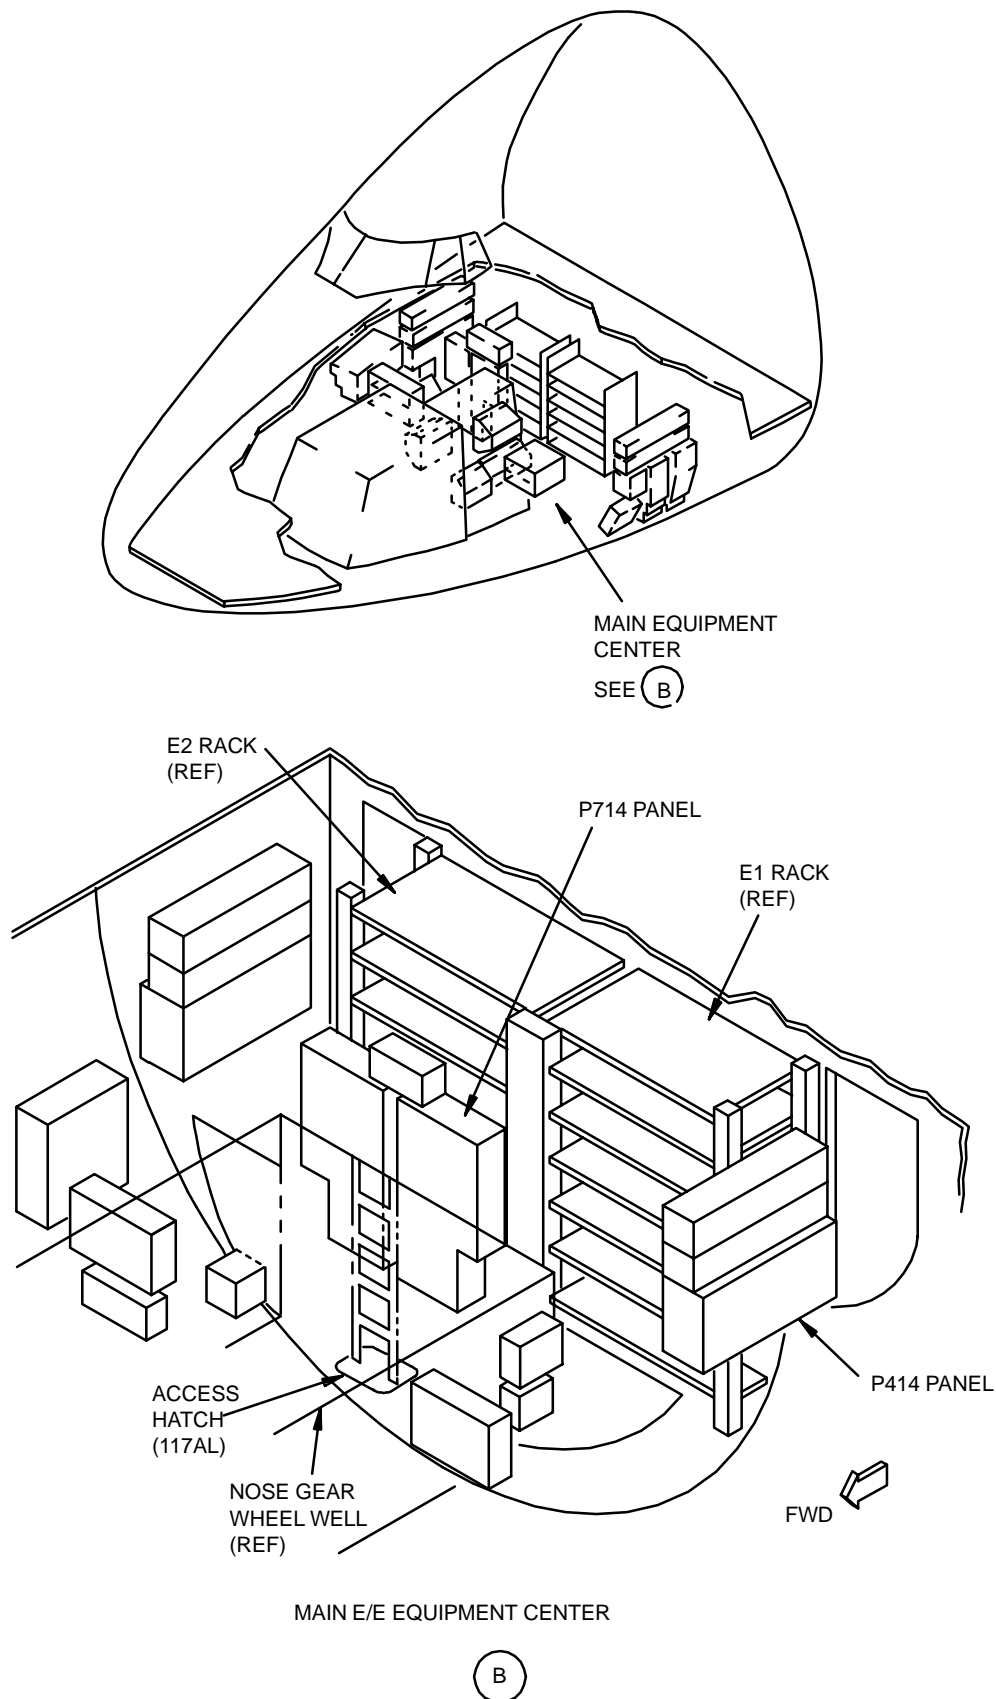 MAIN EQUIPMENT
CENTER
SEE B
E2 RACK
(REF)
P714 PANEL
E1 RACK
(REF)
P414 PANEL
ACCESS
HATCH
(117AL)
NOSE GEAR
WHEEL WELL
(REF)
FWD
MAIN E/E EQUIPMENT CENTER
B